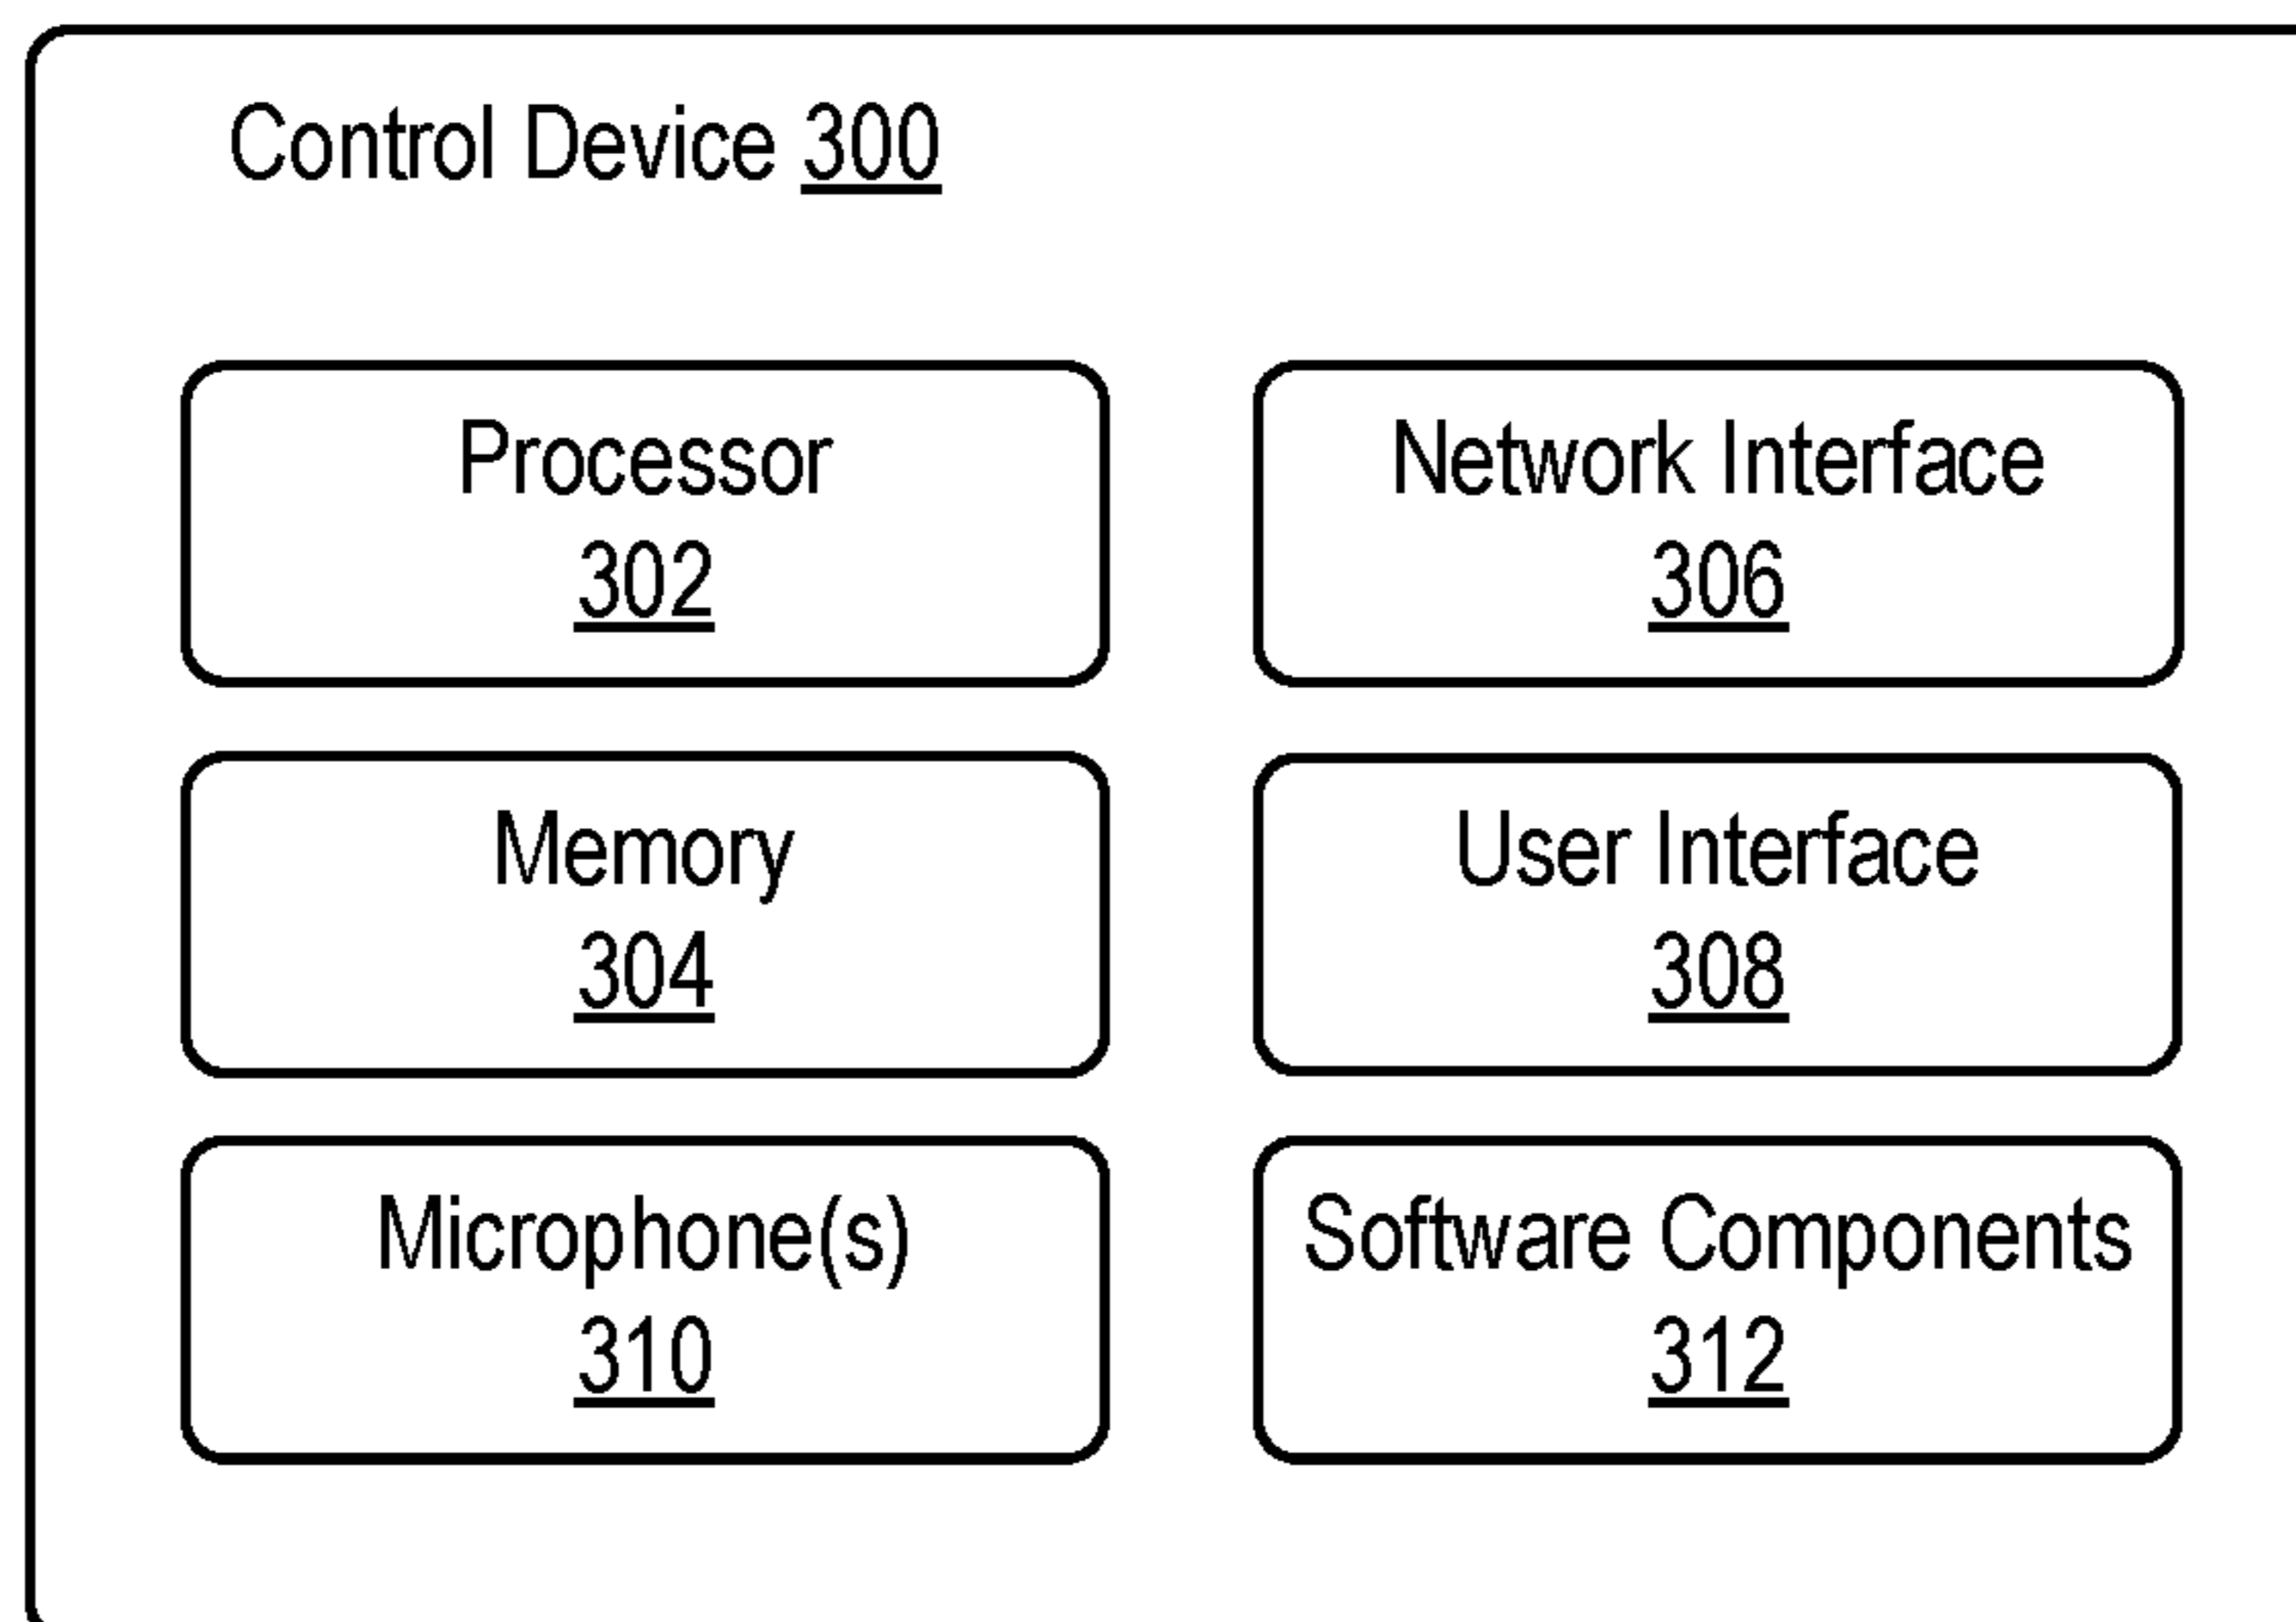 Control Device 300
Processor
302
Network Interface
306
Memory
304
User Interface
308
Microphone(s)
310
Software Components
312